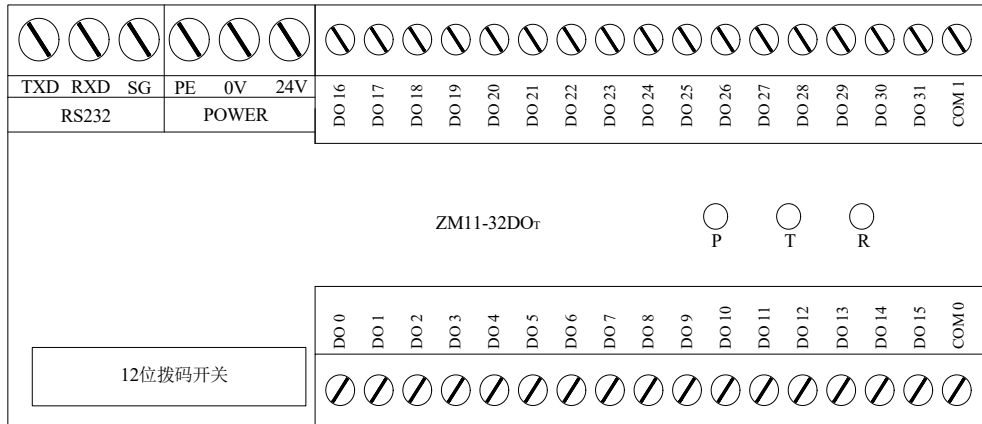 TXD RXD SG PE 0V 24V
RS232 POWER
DO 16 DO 17 DO 18 DO 19 DO 20 DO 21 DO 22 DO 23 DO 24 DO 25 DO 26 DO 27 DO 28 DO 29 DO 30 DO 31 COM 1
ZM11-32DOT
P T R
DO 0 DO 1 DO 2 DO 3 DO 4 DO 5 DO 6 DO 7 DO 8 DO 9 DO 10 DO 11 DO 12 DO 13 DO 14 DO 15 COM 0
12位拨码开关